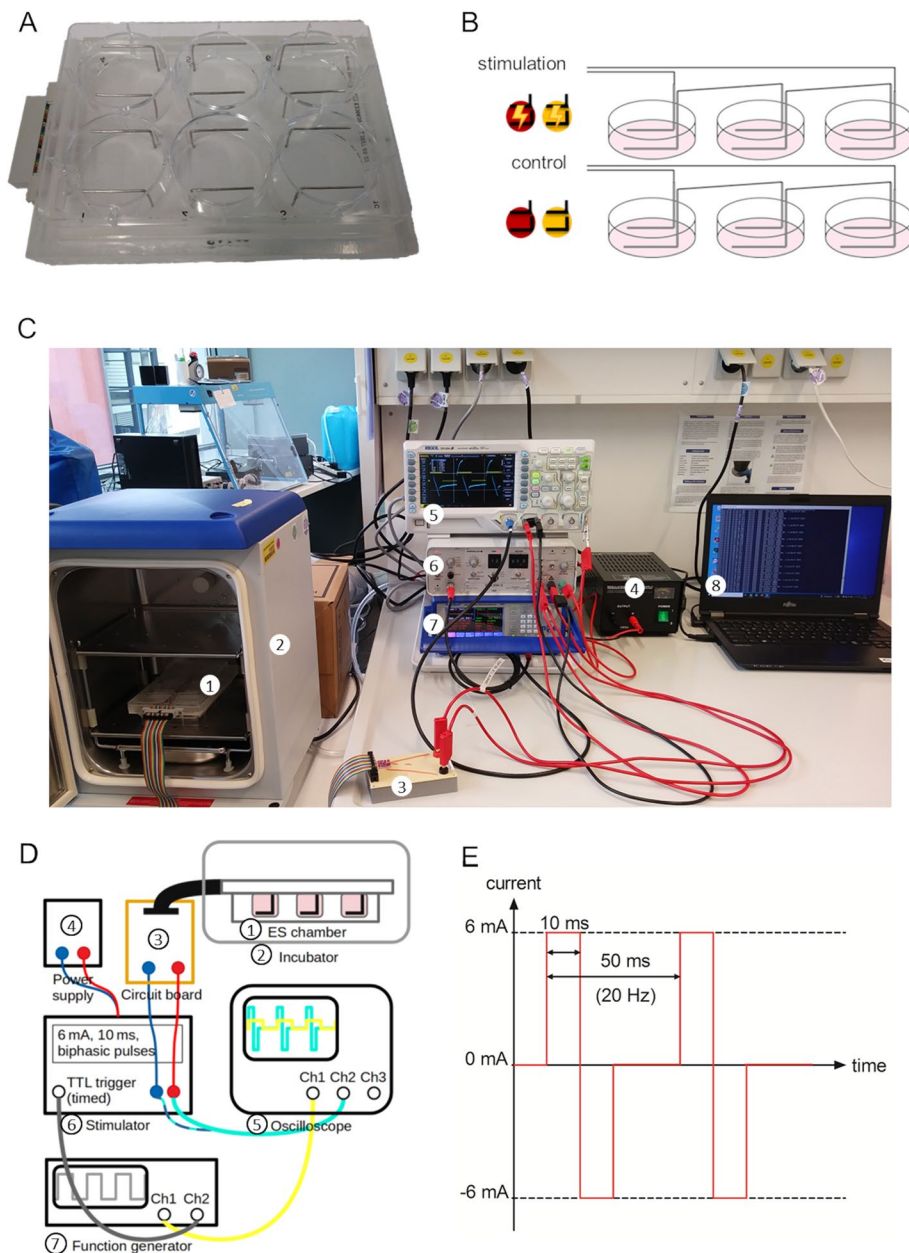 A
B
stimulation
control
C
RIGOL
OUTPUT
POWER
FUJITSU
1
2
3
4
5
6
7
8
D
4
Power
supply
3
Circuit board
1 ES chamber
2 Incubator
6 mA, 10 ms,
biphasic pulses
TTL trigger
(timed)
6 Stimulator
Ch1 Ch2 Ch3
5 Oscilloscope
Ch1 Ch2
7 Function generator
E
current
6 mA
10 ms
50 ms
(20 Hz)
0 mA
time
-6 mA